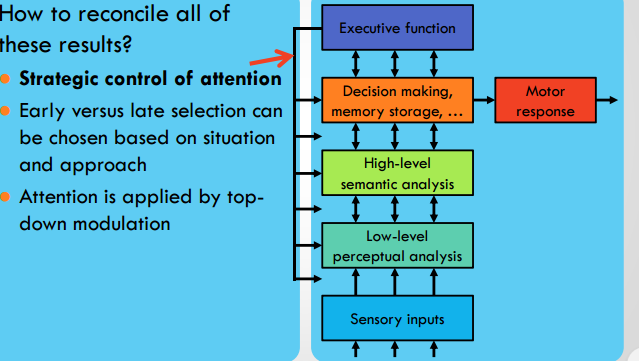 How to reconcile all of
these results?
Strategic control of attention
Early versus late selection can
be chosen based on situation
and approach
Attention is applied by top-
down modulation
Executive function
Decision making,
memory storage, ...
Motor
response
High-level
semantic analysis
Low-level
perceptual analysis
Sensory inputs